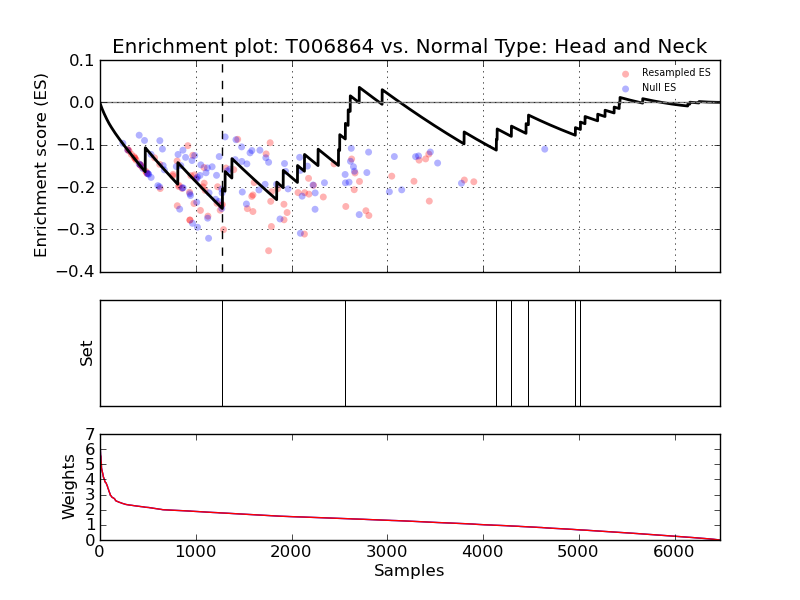 Enrichment plot: T006864 vs. Normal Type: Head and Neck
0.1
0.0
−0.1
−0.2
−0.3
−0.4
Enrichment score (ES)
Resampled ES
Null ES
Set
7
6
5
4
3
2
1
0
Weights
0 1000 2000 3000 4000 5000 6000
Samples